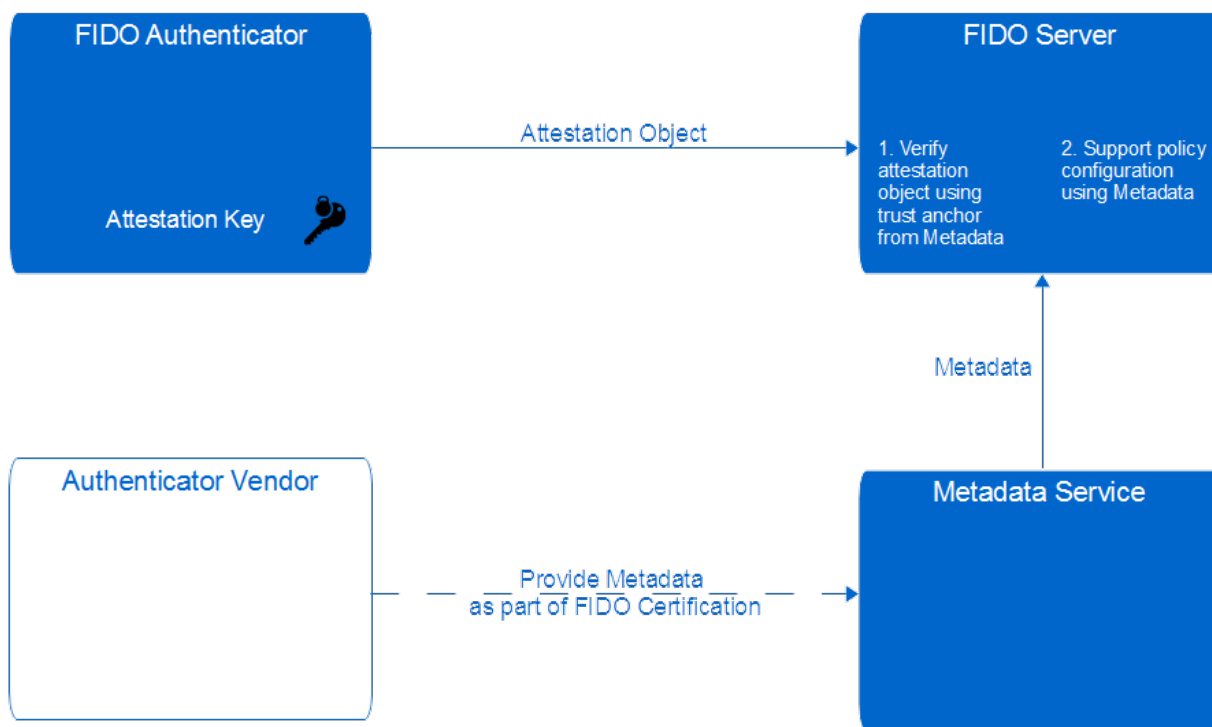 FIDO Authenticator
Attestation Key
Attestation Object
FIDO Server
1. Verify
attestation
object using
trust anchor
from Metadata
2. Support policy
configuration
using Metadata
Metadata
Authenticator Vendor
Provide Metadata
as part of FIDO Certification
Metadata Service